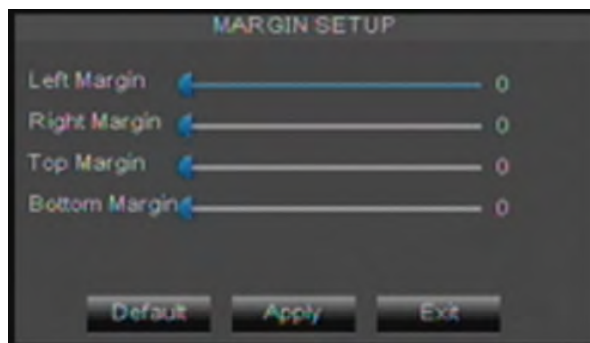 MARGIN SETUP
Left Margin 0
Right Margin 0
Top Margin 0
Bottom Margin 0
Default Apply Exit